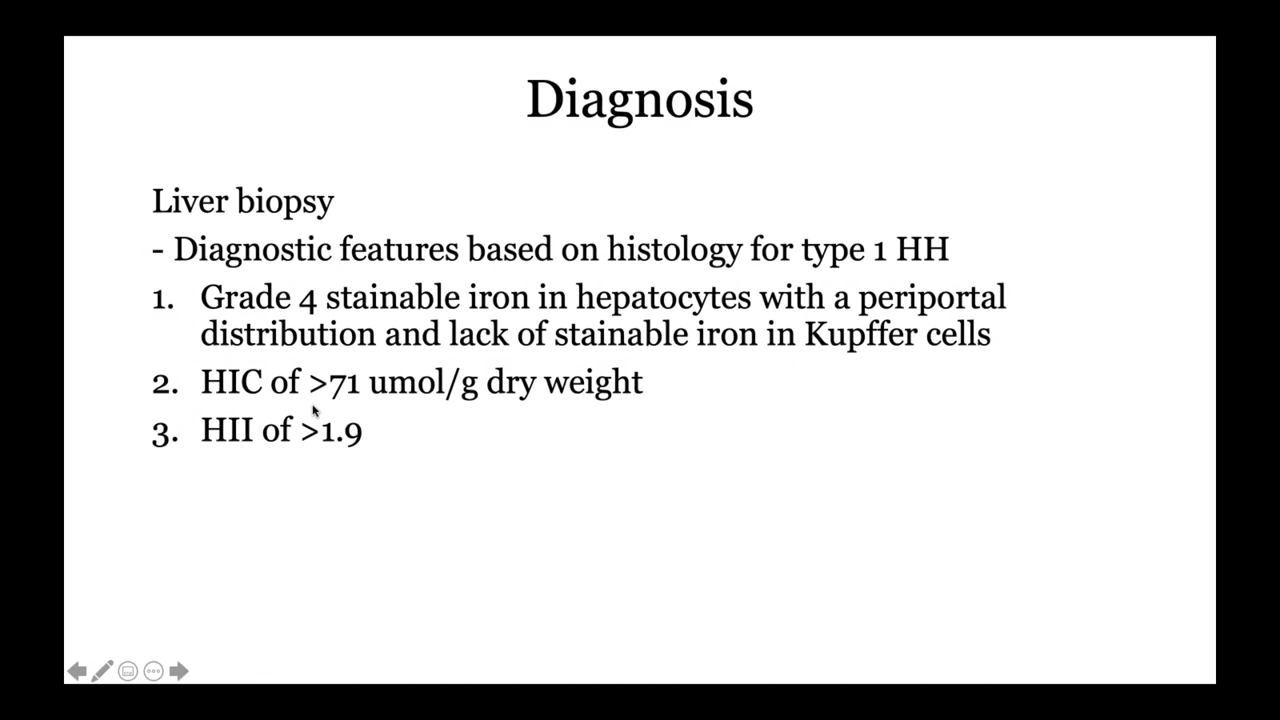 Diagnosis
Liver biopsy
- Diagnostic features based on histology for type 1 HH
1. Grade 4 stainable iron in hepatocytes with a periportal
distribution and lack of stainable iron in Kupffer cells
2. HIC of >71 umol/g dry weight
3. HII of >1.9